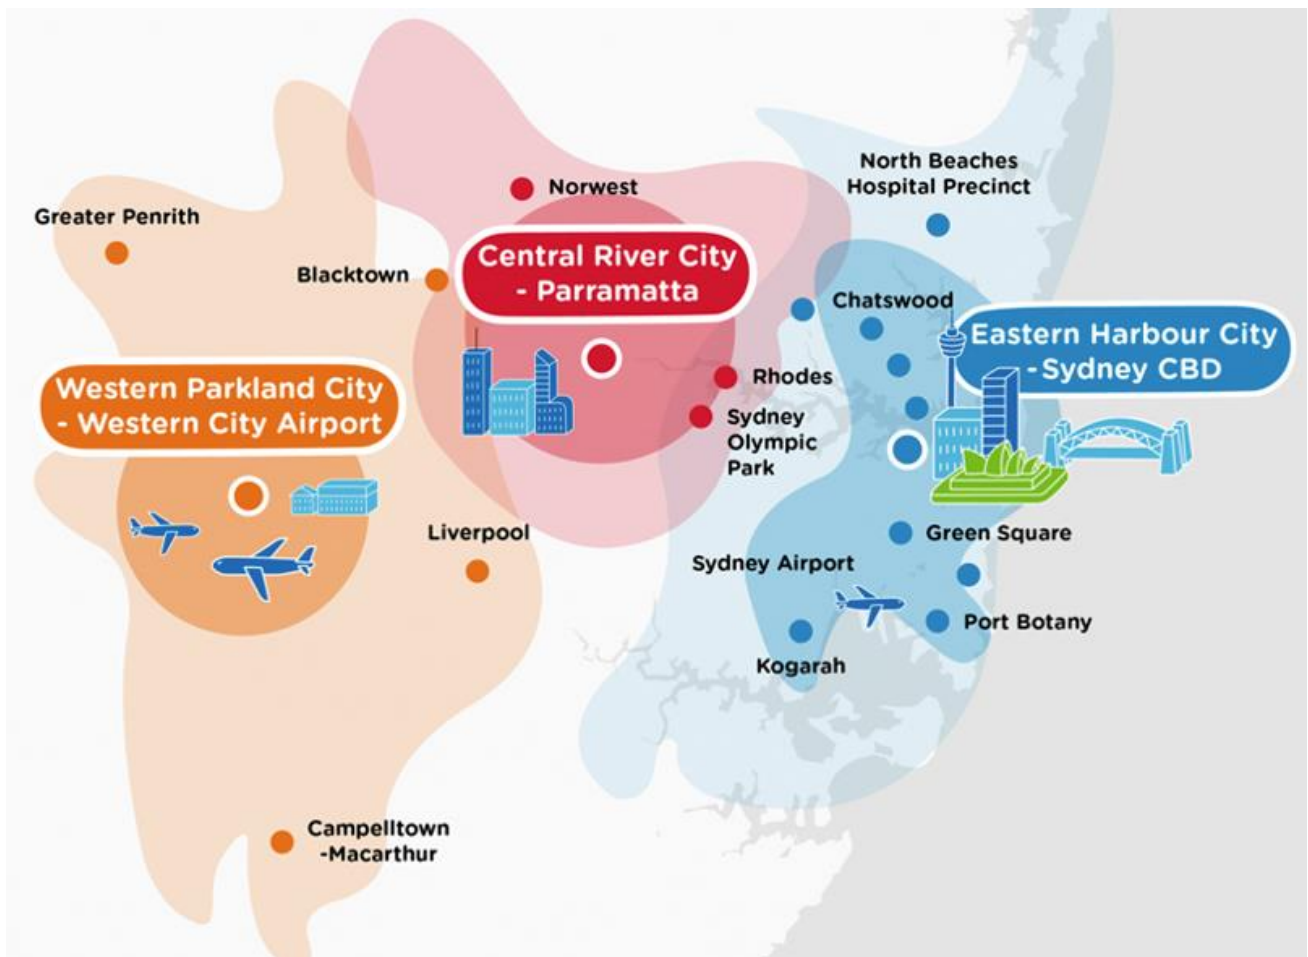 North Beaches
Hospital Precinct
Norwest
Greater Penrith
Central River City
- Parramatta
Blacktown
Chatswood
Eastern Harbour City
-Sydney CBD
Western Parkland City
- Western City Airport
Rhodes
Sydney
Olympic
Park
Liverpool
Green Square
Sydney Airport
Port Botany
Kogarah
Campelltown
-Macarthur